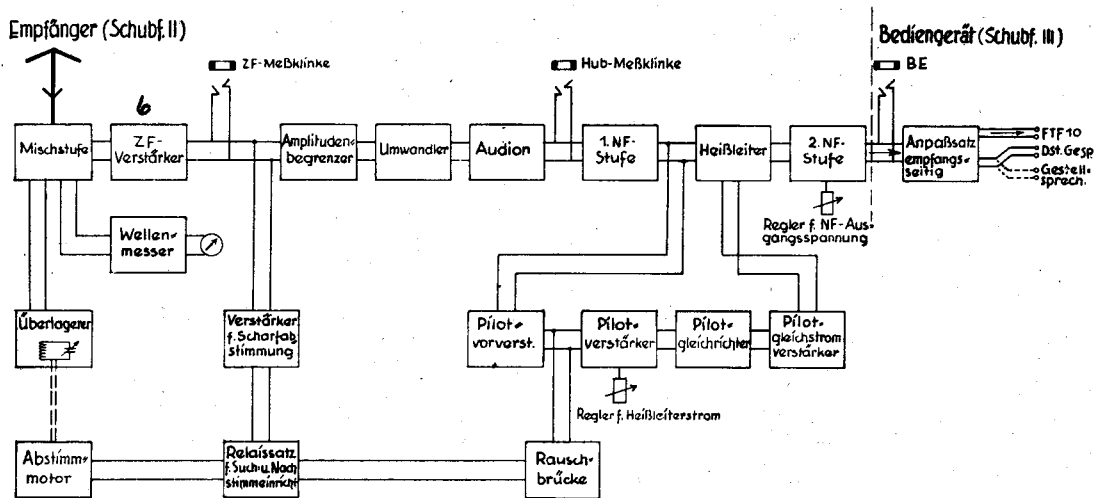 Empfänger (Schubf. II)
Bediengerät (Schubf. III)
ZF-Meßklinke
Hub-Meßklinke
BE
6
Mischstufe
ZF-
Verstärker
Amplituden-
begrenzer
Umwandler
Audion
1. NF-
Stufe
Heißleiter
2. NF-
Stufe
Anpaßsatz
empfangs-
seitig
FTF 10
Dst. Gesp.
Gestell-
sprech.
Regler f. NF-Aus-
gangsspannung
Wellen-
messer
Überlagerer
Verstärker
f. Scharfab
stimmung
Pilot-
vorverst.
Pilot-
verstärker
Pilot-
gleichrichter
Pilot-
gleichstrom
verstärker
Regler f. Heißleiterstrom
Abstimm-
motor
Relaissatz
f. Such- u. Nach
stimmeinricht
Rausch-
brücke